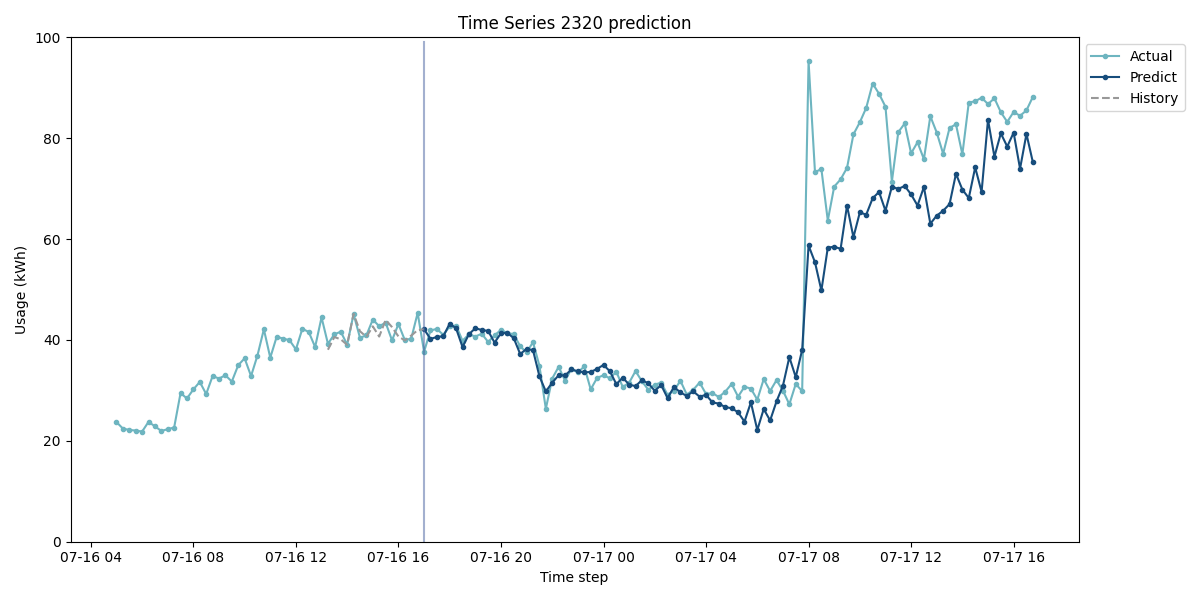 Time Series 2320 prediction
100
80
60
40
20
0
Usage (kWh)
07-16 04
07-16 08
07-16 12
07-16 16
07-16 20
07-17 00
07-17 04
07-17 08
07-17 12
07-17 16
Time step
Actual
Predict
History